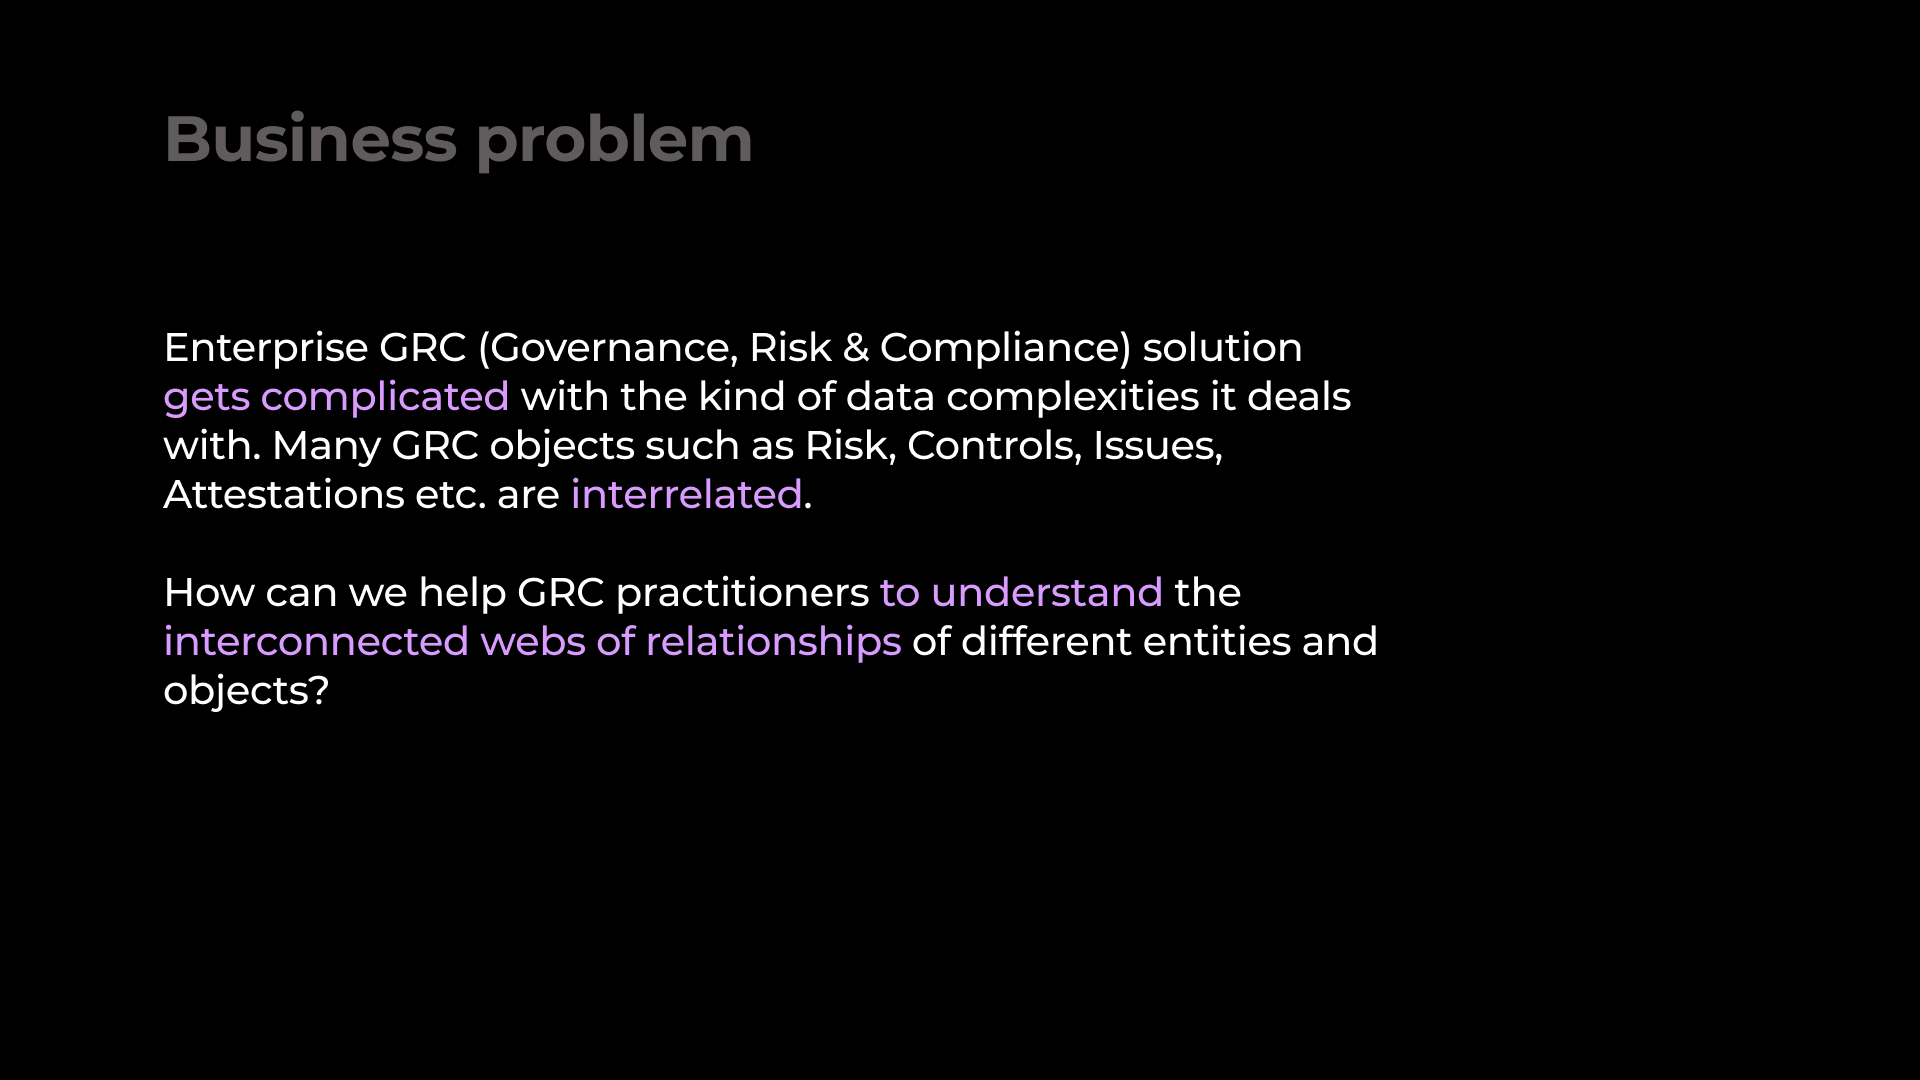 Business problem
Enterprise GRC (Governance, Risk & Compliance) solution
gets complicated with the kind of data complexities it deals
with. Many GRC objects such as Risk, Controls, Issues,
Attestations etc. are interrelated.
How can we help GRC practitioners to understand the
interconnected webs of relationships of different entities and
objects?